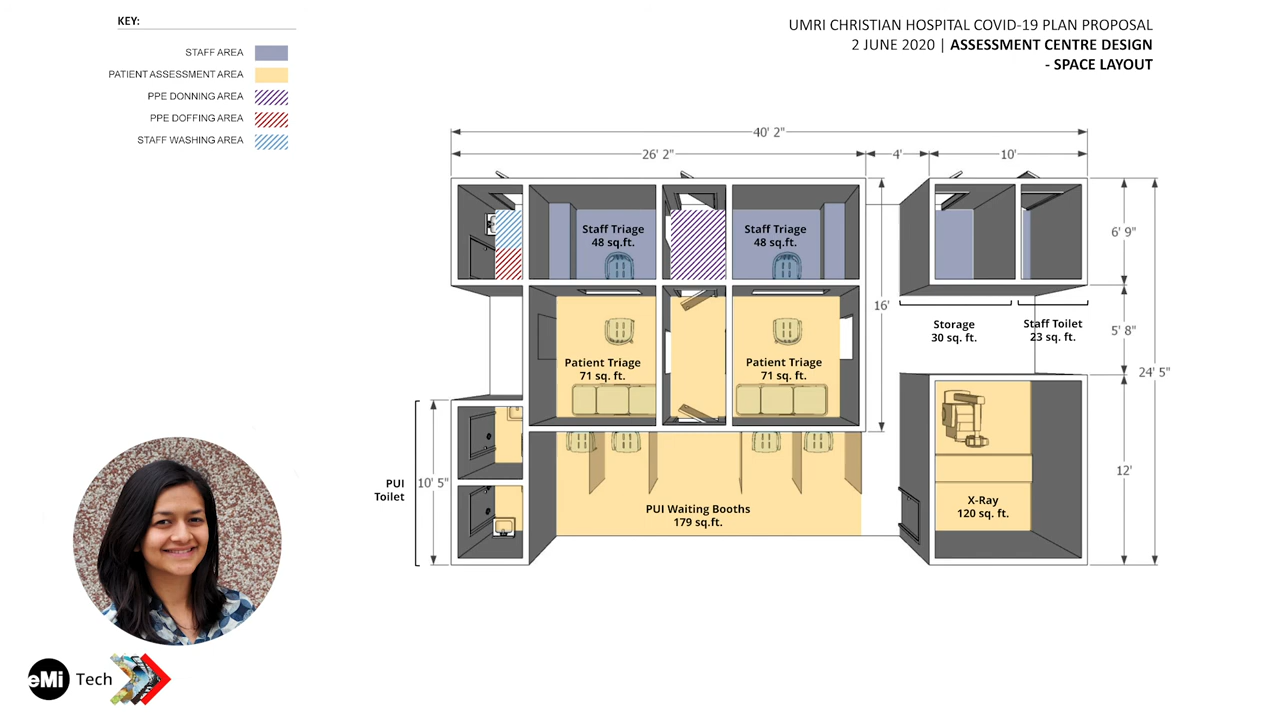 KEY:
STAFF AREA
PATIENT ASSESSMENT AREA
PPE DONNING AREA
PPE DOFFING AREA
STAFF WASHING AREA
UMRI CHRISTIAN HOSPITAL COVID-19 PLAN PROPOSAL
2 JUNE 2020 | ASSESSMENT CENTRE DESIGN
- SPACE LAYOUT
40' 2"
26' 2"
4'
10'
Staff Triage
48 sq.ft.
Staff Triage
48 sq.ft.
6' 9"
16'
Storage
30 sq. ft.
Staff Toilet
23 sq. ft.
5' 8"
24' 5"
Patient Triage
71 sq. ft.
Patient Triage
71 sq. ft.
PUI
Toilet
10' 5"
PUI Waiting Booths
179 sq.ft.
X-Ray
120 sq. ft.
12'
eMi Tech